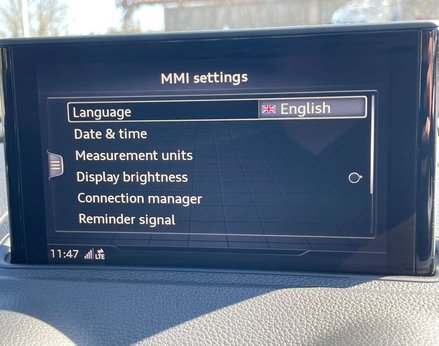 MMI settings
Language English
Date & time
Measurement units
Display brightness
Connection manager
Reminder signal
11:47 LTE